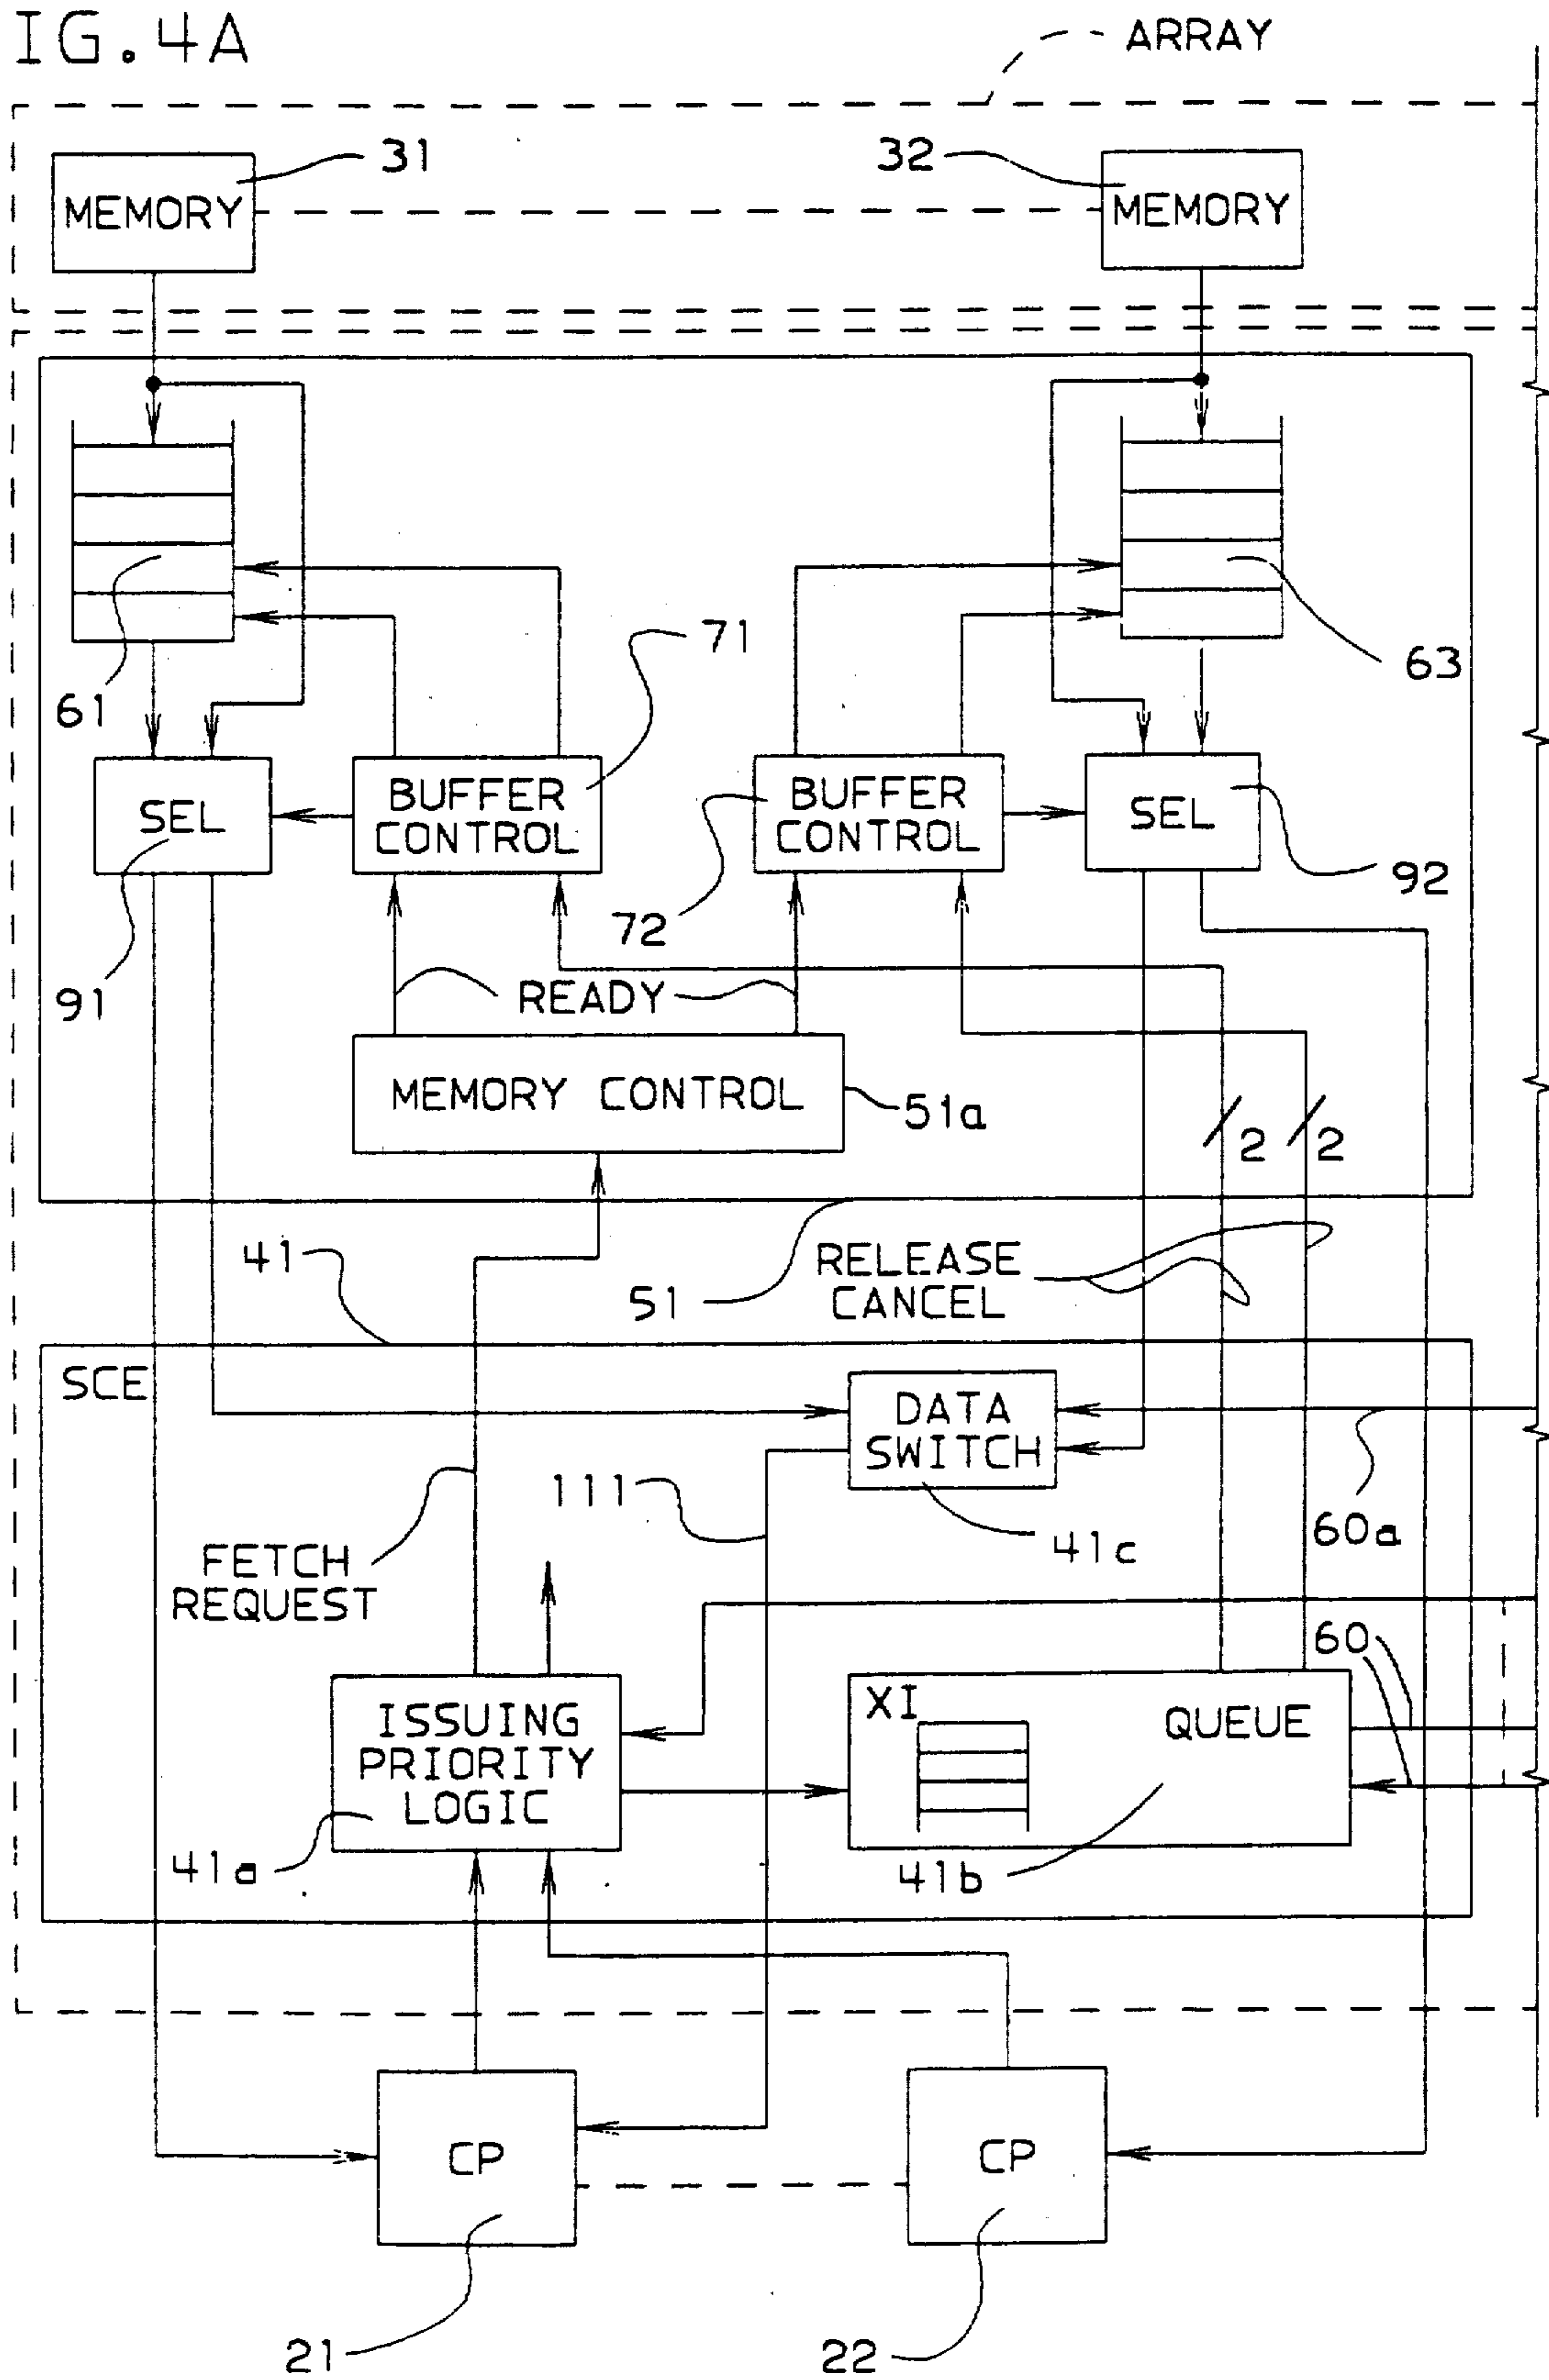 IG.4A
ARRAY
31
32
MEMORY
MEMORY
71
63
61
BUFFER
CONTROL
BUFFER
CONTROL
SEL
SEL
92
72
91
READY
MEMORY CONTROL
51a
2
2
41
RELEASE
CANCEL
51
SCE
DATA
SWITCH
111
60a
41c
FETCH
REQUEST
60
XI
QUEUE
ISSUING
PRIORITY
LOGIC
41a
41b
CP
CP
21
22